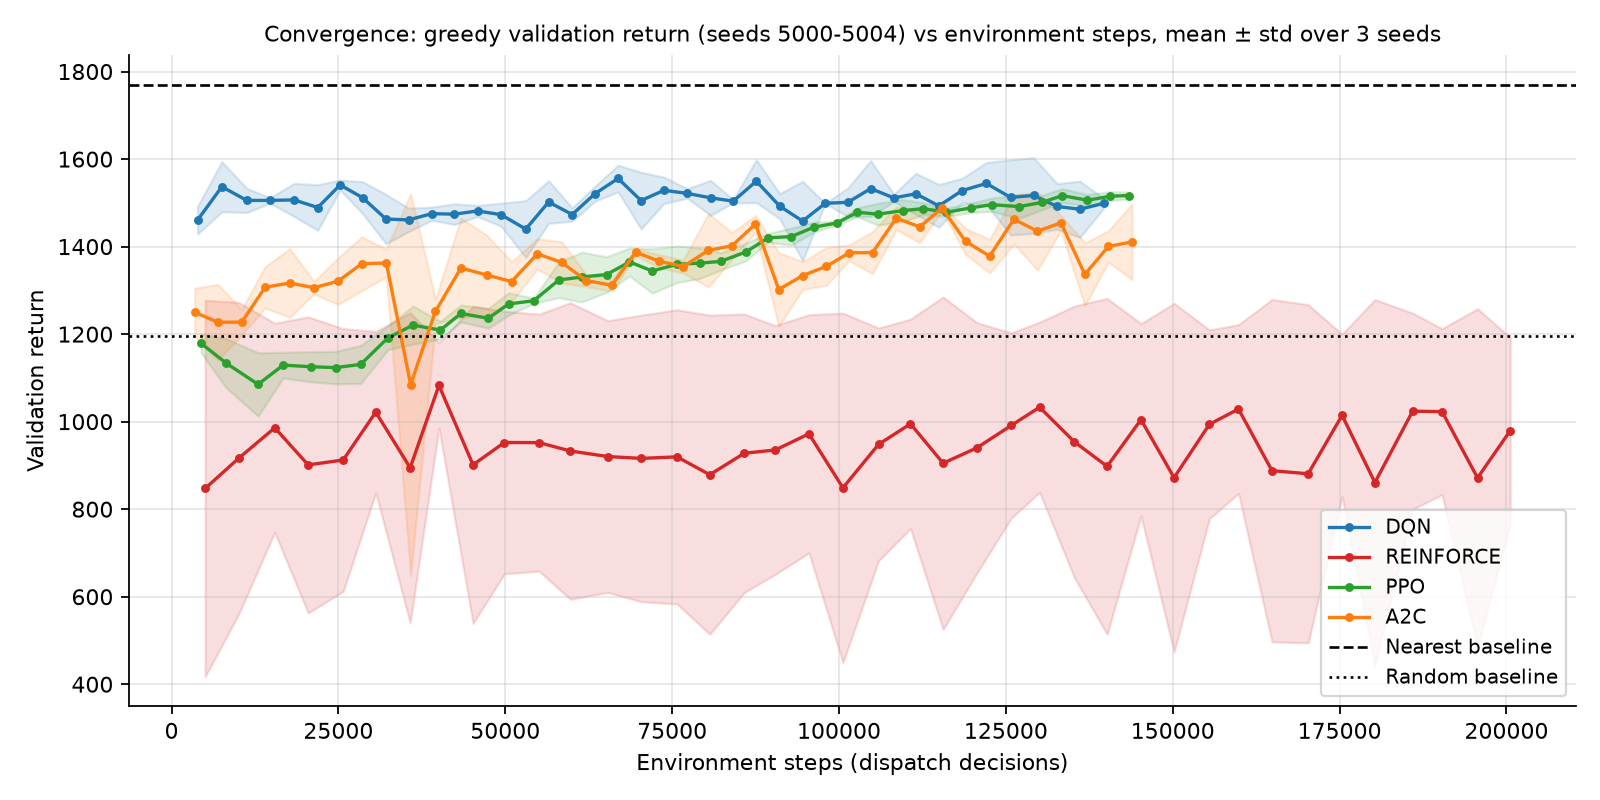 Convergence: greedy validation return (seeds 5000-5004) vs environment steps, mean ± std over 3 seeds
Validation return
1800
1600
1400
1200
1000
800
600
400
DQN
REINFORCE
PPO
A2C
Nearest baseline
Random baseline
0 25000 50000 75000 100000 125000 150000 175000 200000
Environment steps (dispatch decisions)